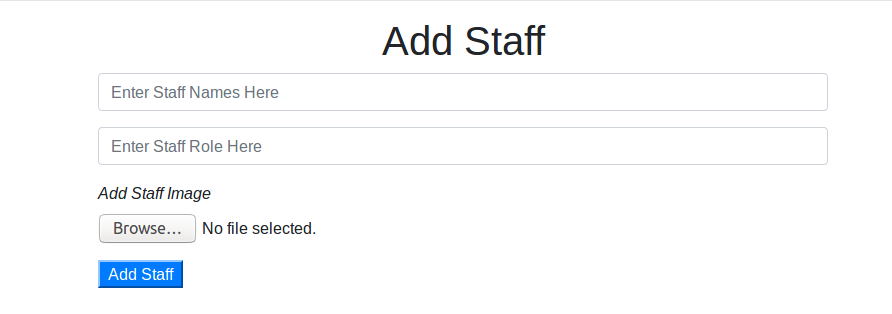 Add Staff
Enter Staff Names Here
Enter Staff Role Here
Add Staff Image
Browse... No file selected.
Add Staff